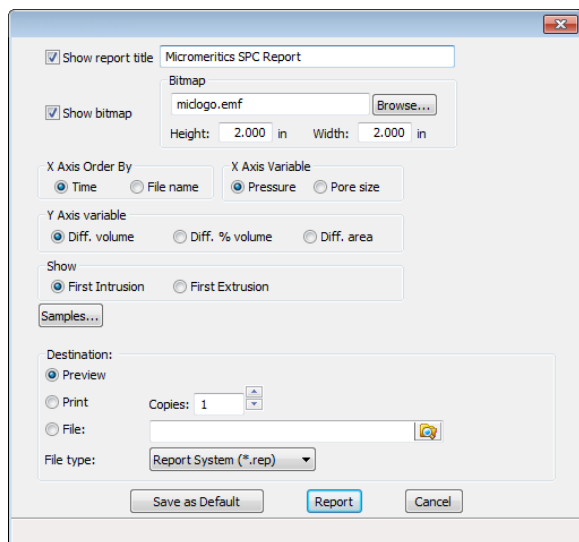 Show report title Micromeritics SPC Report
Bitmap
Show bitmap
miclogo.emf Browse...
Height: 2.000 in Width: 2.000 in
X Axis Order By
Time File name
X Axis Variable
Pressure Pore size
Y Axis variable
Diff. volume Diff. % volume Diff. area
Show
First Intrusion First Extrusion
Samples...
Destination:
Preview
Print Copies: 1
File:
File type: Report System (*.rep)
Save as Default Report Cancel